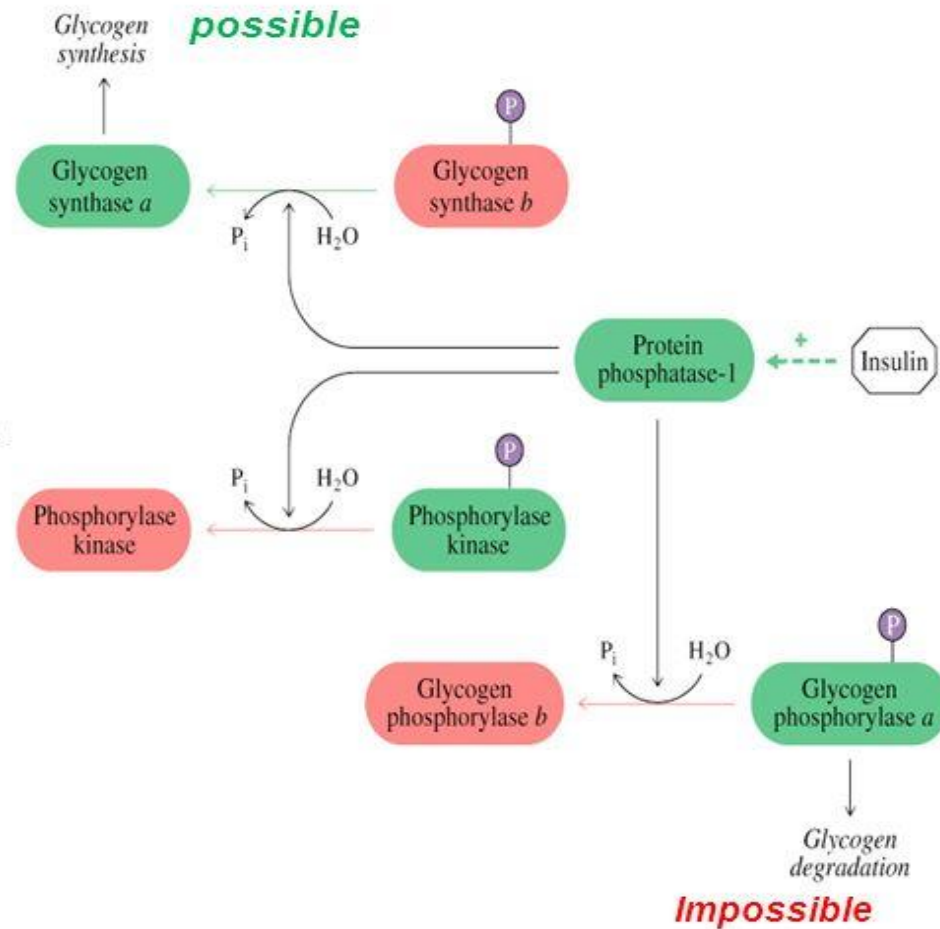 Glycogen
synthesis
possible
P
Glycogen
synthase a
Glycogen
synthase b
Pi
H2O
Protein
phosphatase-1
+
Insulin
P
Pi
H2O
Phosphorylase
kinase
Phosphorylase
kinase
P
Pi
H2O
Glycogen
phosphorylase b
Glycogen
phosphorylase a
Glycogen
degradation
Impossible